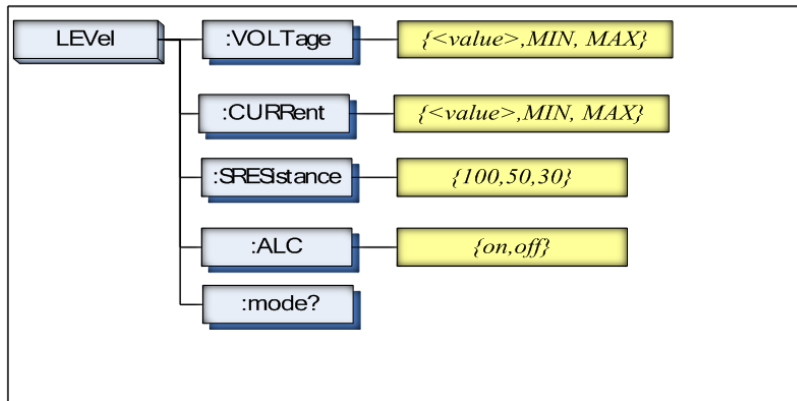 LEVel
:VOLTage
{<value>,MIN, MAX}
:CURRent
{<value>,MIN, MAX}
:SRESistance
{100,50,30}
:ALC
{on,off}
:mode?